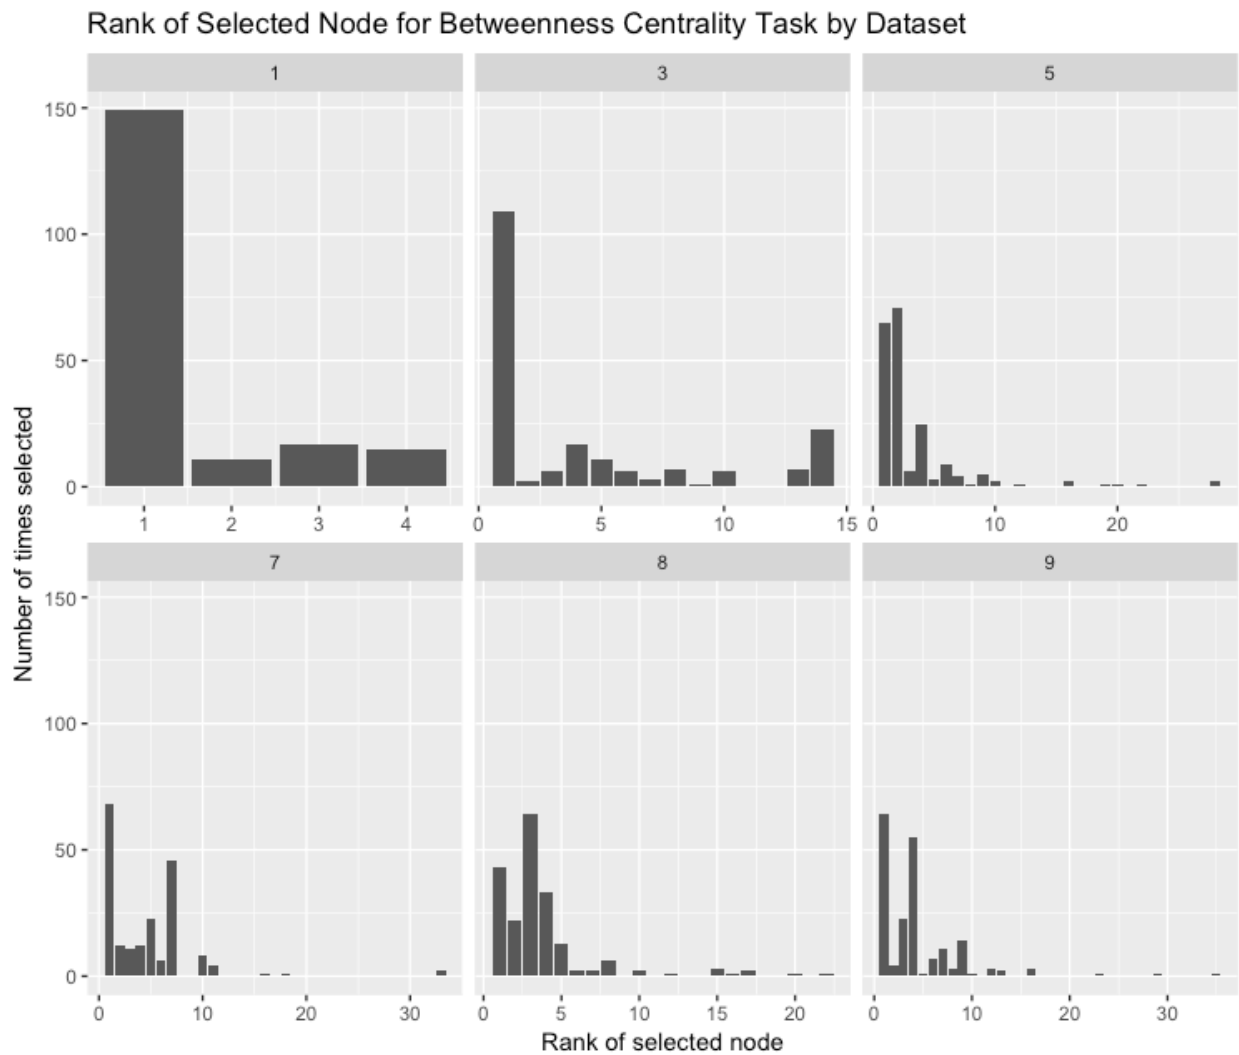 Rank of Selected Node for Betweenness Centrality Task by Dataset
1 3 5
150
100
50
0
1 2 3 4 0 5 10 15 0 10 20
7 8 9
150
100
50
0
0 10 20 30 0 5 10 15 20 0 10 20 30
Number of times selected
Rank of selected node